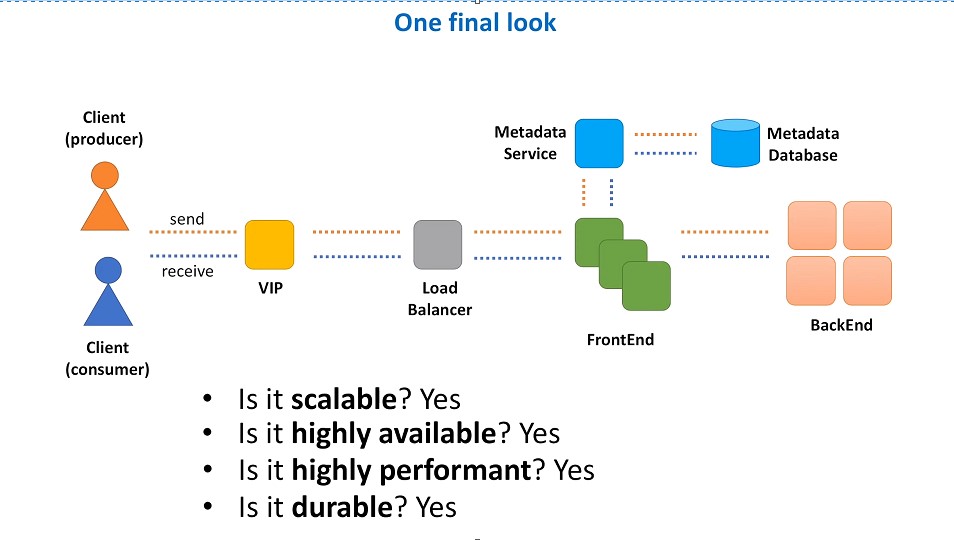 One final look
Client
(producer)
Metadata
Service
Metadata
Database
send
receive
VIP
Load
Balancer
FrontEnd
BackEnd
Client
(consumer)
• Is it scalable? Yes
• Is it highly available? Yes
• Is it highly performant? Yes
• Is it durable? Yes